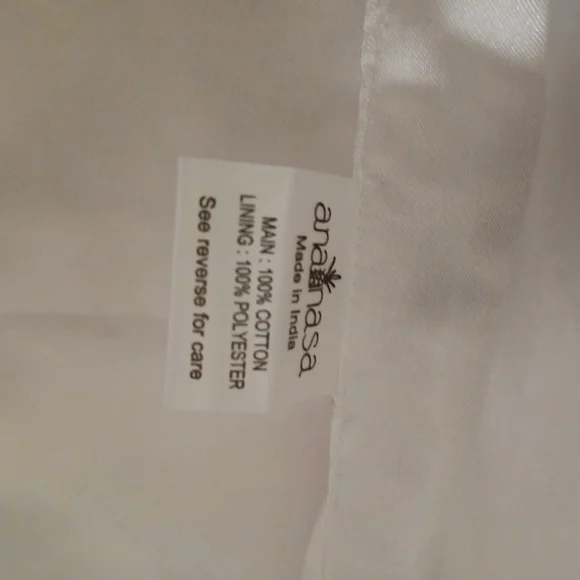 ananasa
Made in India
MAIN : 100% COTTON
LINING : 100% POLYESTER
See reverse for care